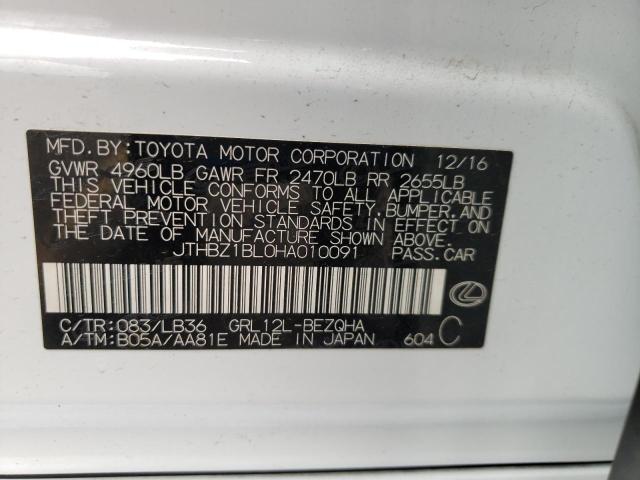 MFD.BY:TOYOTA MOTOR CORPORATION 12/16
GVWR 4960LB GAWR FR 2470LB RR 2655LB
THIS VEHICLE CONFORMS TO ALL APPLICABLE
FEDERAL MOTOR VEHICLE SAFETY, BUMPER, AND
THEFT PREVENTION STANDARDS IN EFFECT ON
THE DATE OF MANUFACTURE SHOWN ABOVE.
JTHBZ1BL0HA010091 PASS.CAR
C/TR:083/LB36 GRL12L-BEZQHA
A/TM:B05A/AA81E MADE IN JAPAN 604 C